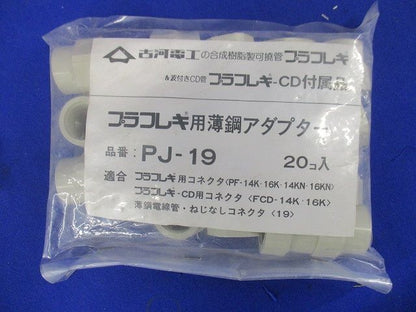 古河電工の合成樹脂製可撓管プラフレキ
&波付きCD管プラフレキ-CD付属品
プラフレキ用薄鋼アダプター
品番:PJ-19 20コ入
適合 プラフレキ用コネクタ〈PF-14K・16K・14KN・16KN〉
プラフレキ-CD用コネクタ〈FCD-14K・16K〉
薄鋼電線管・ねじなしコネクタ〈19〉